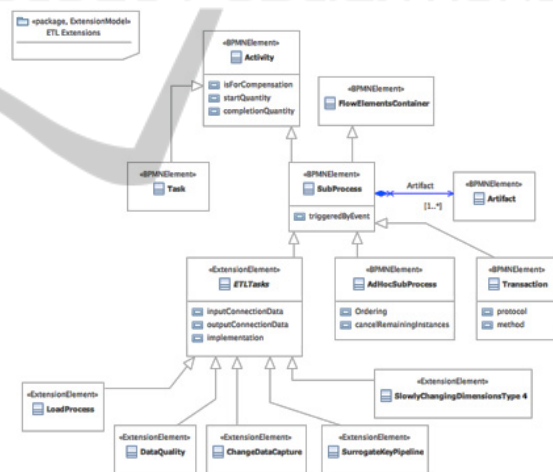 «package, ExtensionModel»
ETL Extensions
«BPMNElement»
Activity
isForCompensation
startQuantity
completionQuantity
«BPMNElement»
FlowElementsContainer
«BPMNElement»
Task
«BPMNElement»
SubProcess
triggeredByEvent
Artifact
[1..*]
«BPMNElement»
Artifact
«ExtensionElement»
ETLTasks
inputConnectionData
outputConnectionData
implementation
«BPMNElement»
AdHocSubProcess
Ordering
cancelRemainingInstances
«BPMNElement»
Transaction
protocol
method
«ExtensionElement»
LoadProcess
«ExtensionElement»
SlowlyChangingDimensionsType 4
«ExtensionElement»
DataQuality
«ExtensionElement»
ChangeDataCapture
«ExtensionElement»
SurrogateKeyPipeline